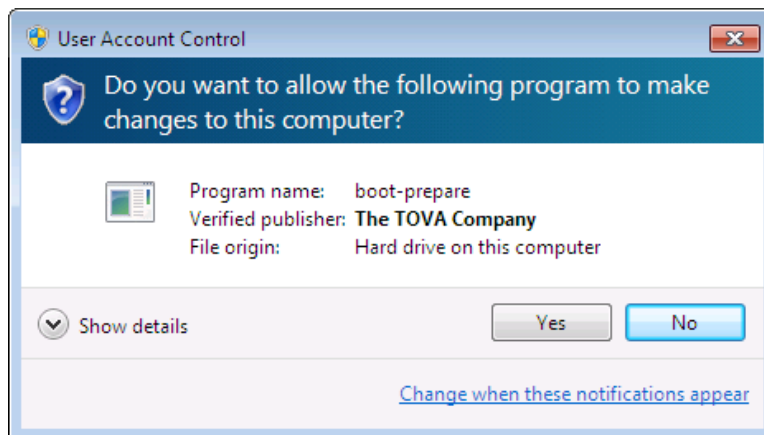 User Account Control
Do you want to allow the following program to make
changes to this computer?
Program name: boot-prepare
Verified publisher: The TOVA Company
File origin: Hard drive on this computer
Show details
Yes
No
Change when these notifications appear